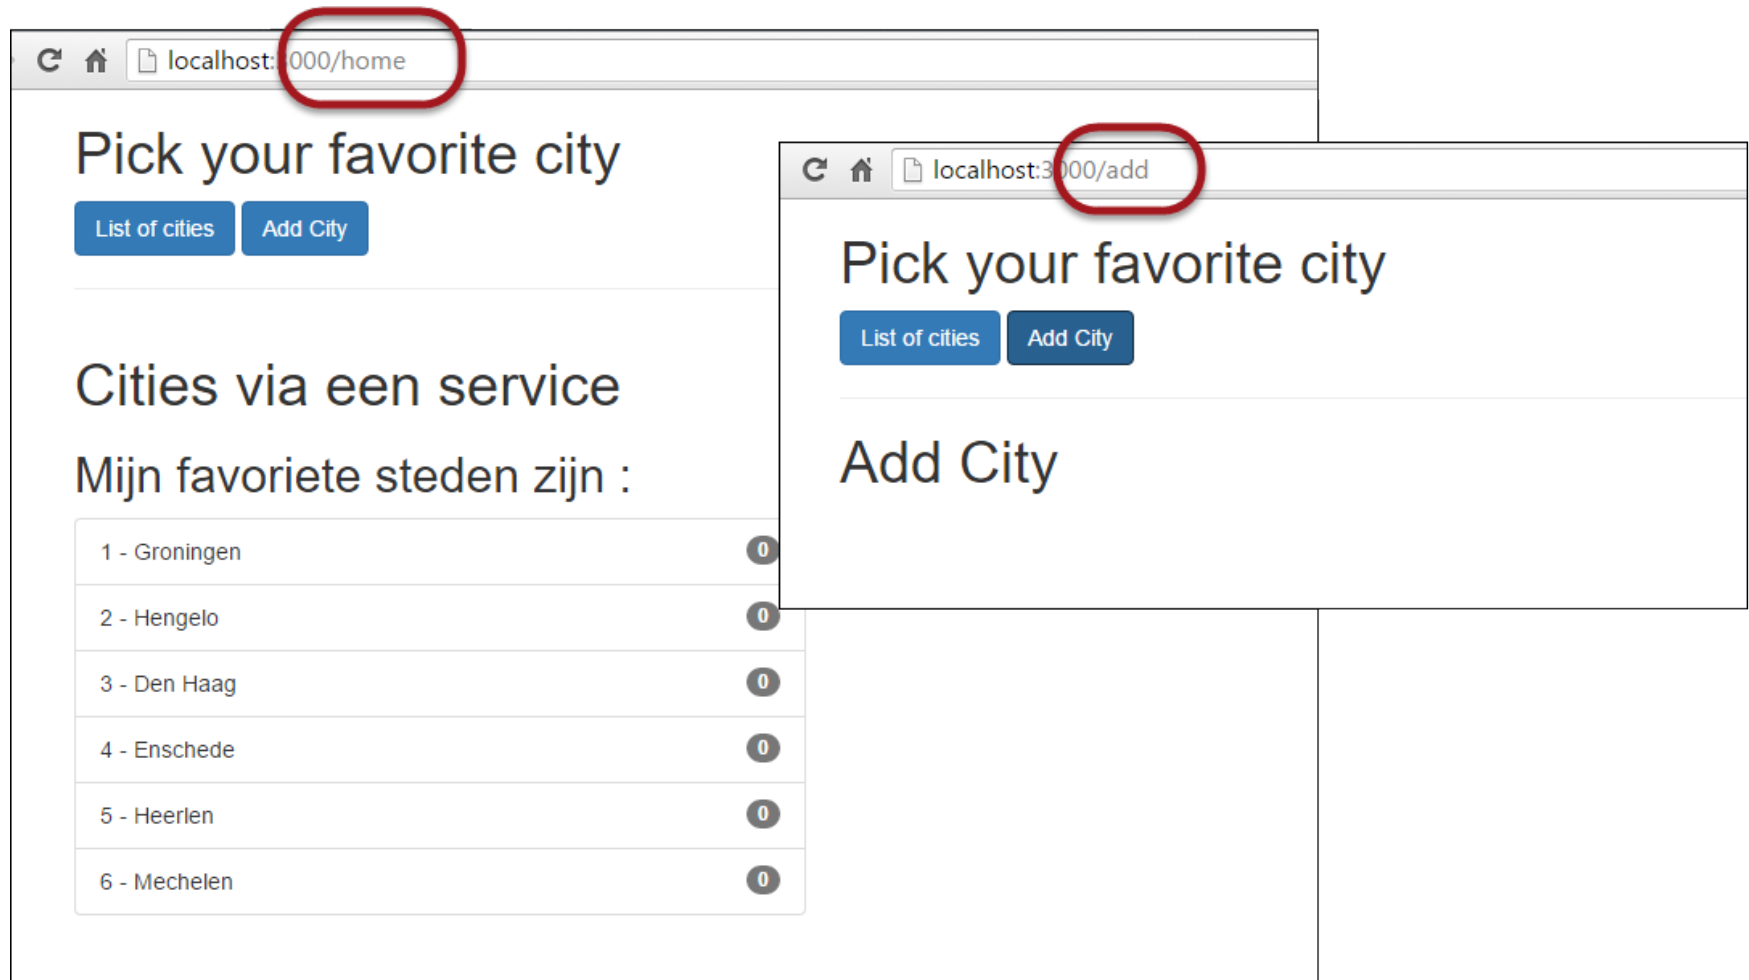 localhost:3000/home
Pick your favorite city
List of cities Add City
Cities via een service
Mijn favoriete steden zijn :
1 - Groningen 0
2 - Hengelo 0
3 - Den Haag 0
4 - Enschede 0
5 - Heerlen 0
6 - Mechelen 0
localhost:3000/add
Pick your favorite city
List of cities Add City
Add City